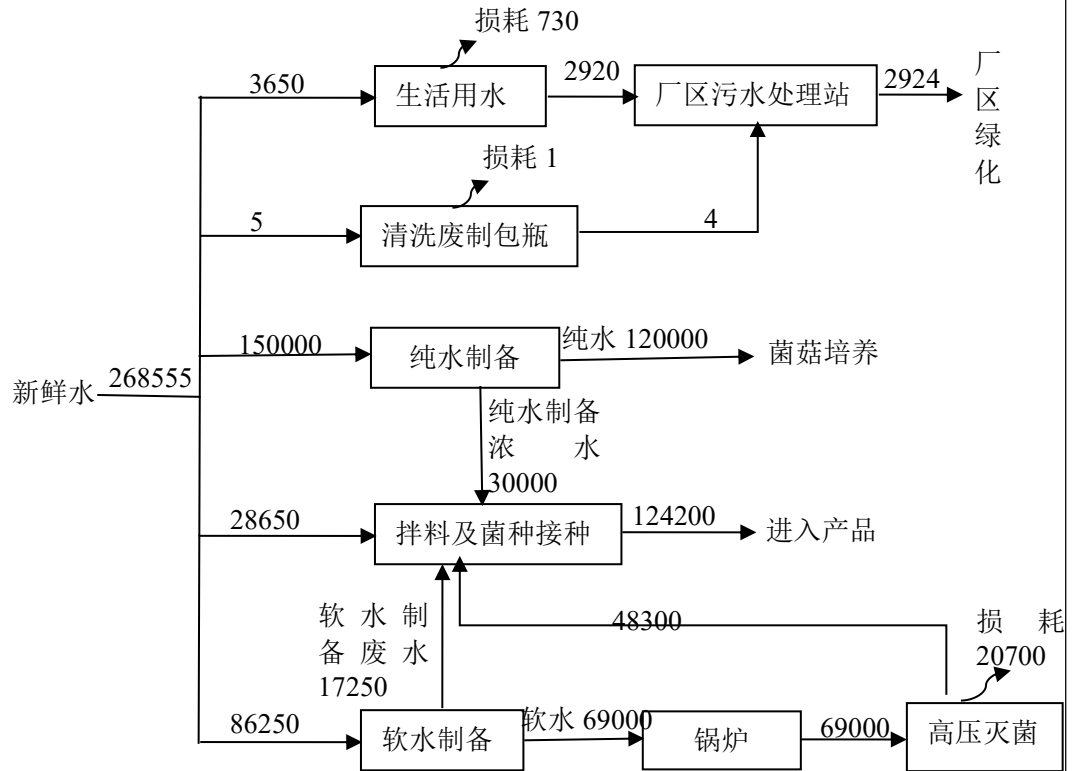 损耗 730
3650
生活用水
2920
厂区污水处理站
2924
厂
区
绿
化
损耗 1
5
清洗废制包瓶
4
新鲜水
268555
150000
纯水制备
纯水 120000
菌菇培养
纯水制备
浓 水
30000
28650
拌料及菌种接种
124200
进入产品
软 水 制
备 废 水
17250
48300
损 耗
20700
86250
软水制备
软水 69000
锅炉
69000
高压灭菌